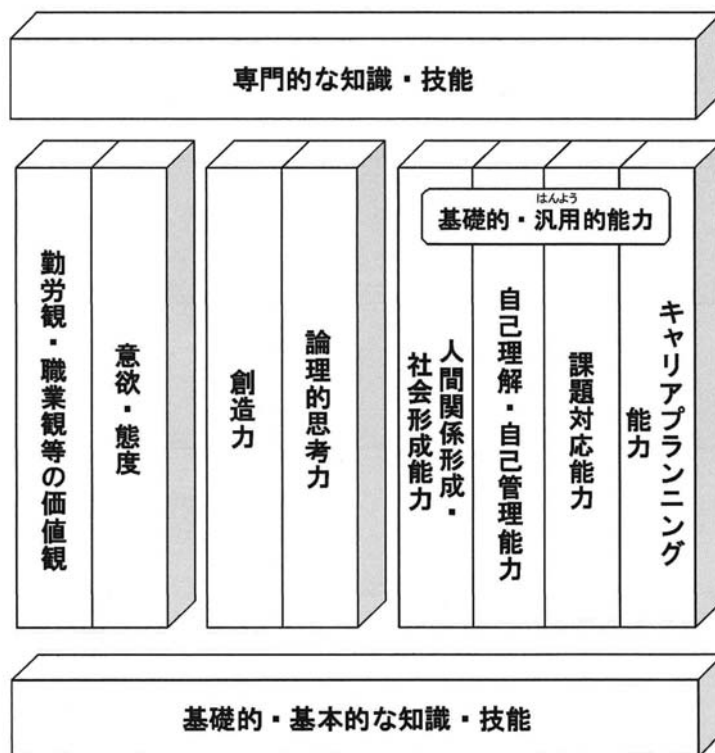 専門的な知識・技能
はんよう
基礎的・汎用的能力
勤労観・職業観等の価値観
意欲・態度
創造力
論理的思考力
人間関係形成・
社会形成能力
自己理解・自己管理能力
課題対応能力
キャリアプランニング
能力
基礎的・基本的な知識・技能